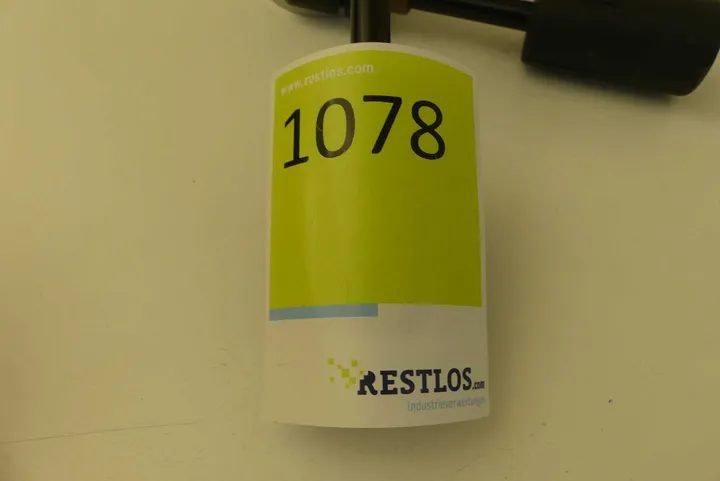 www.restlos.com
1078
RESTLOS.com
industrieverwertungen